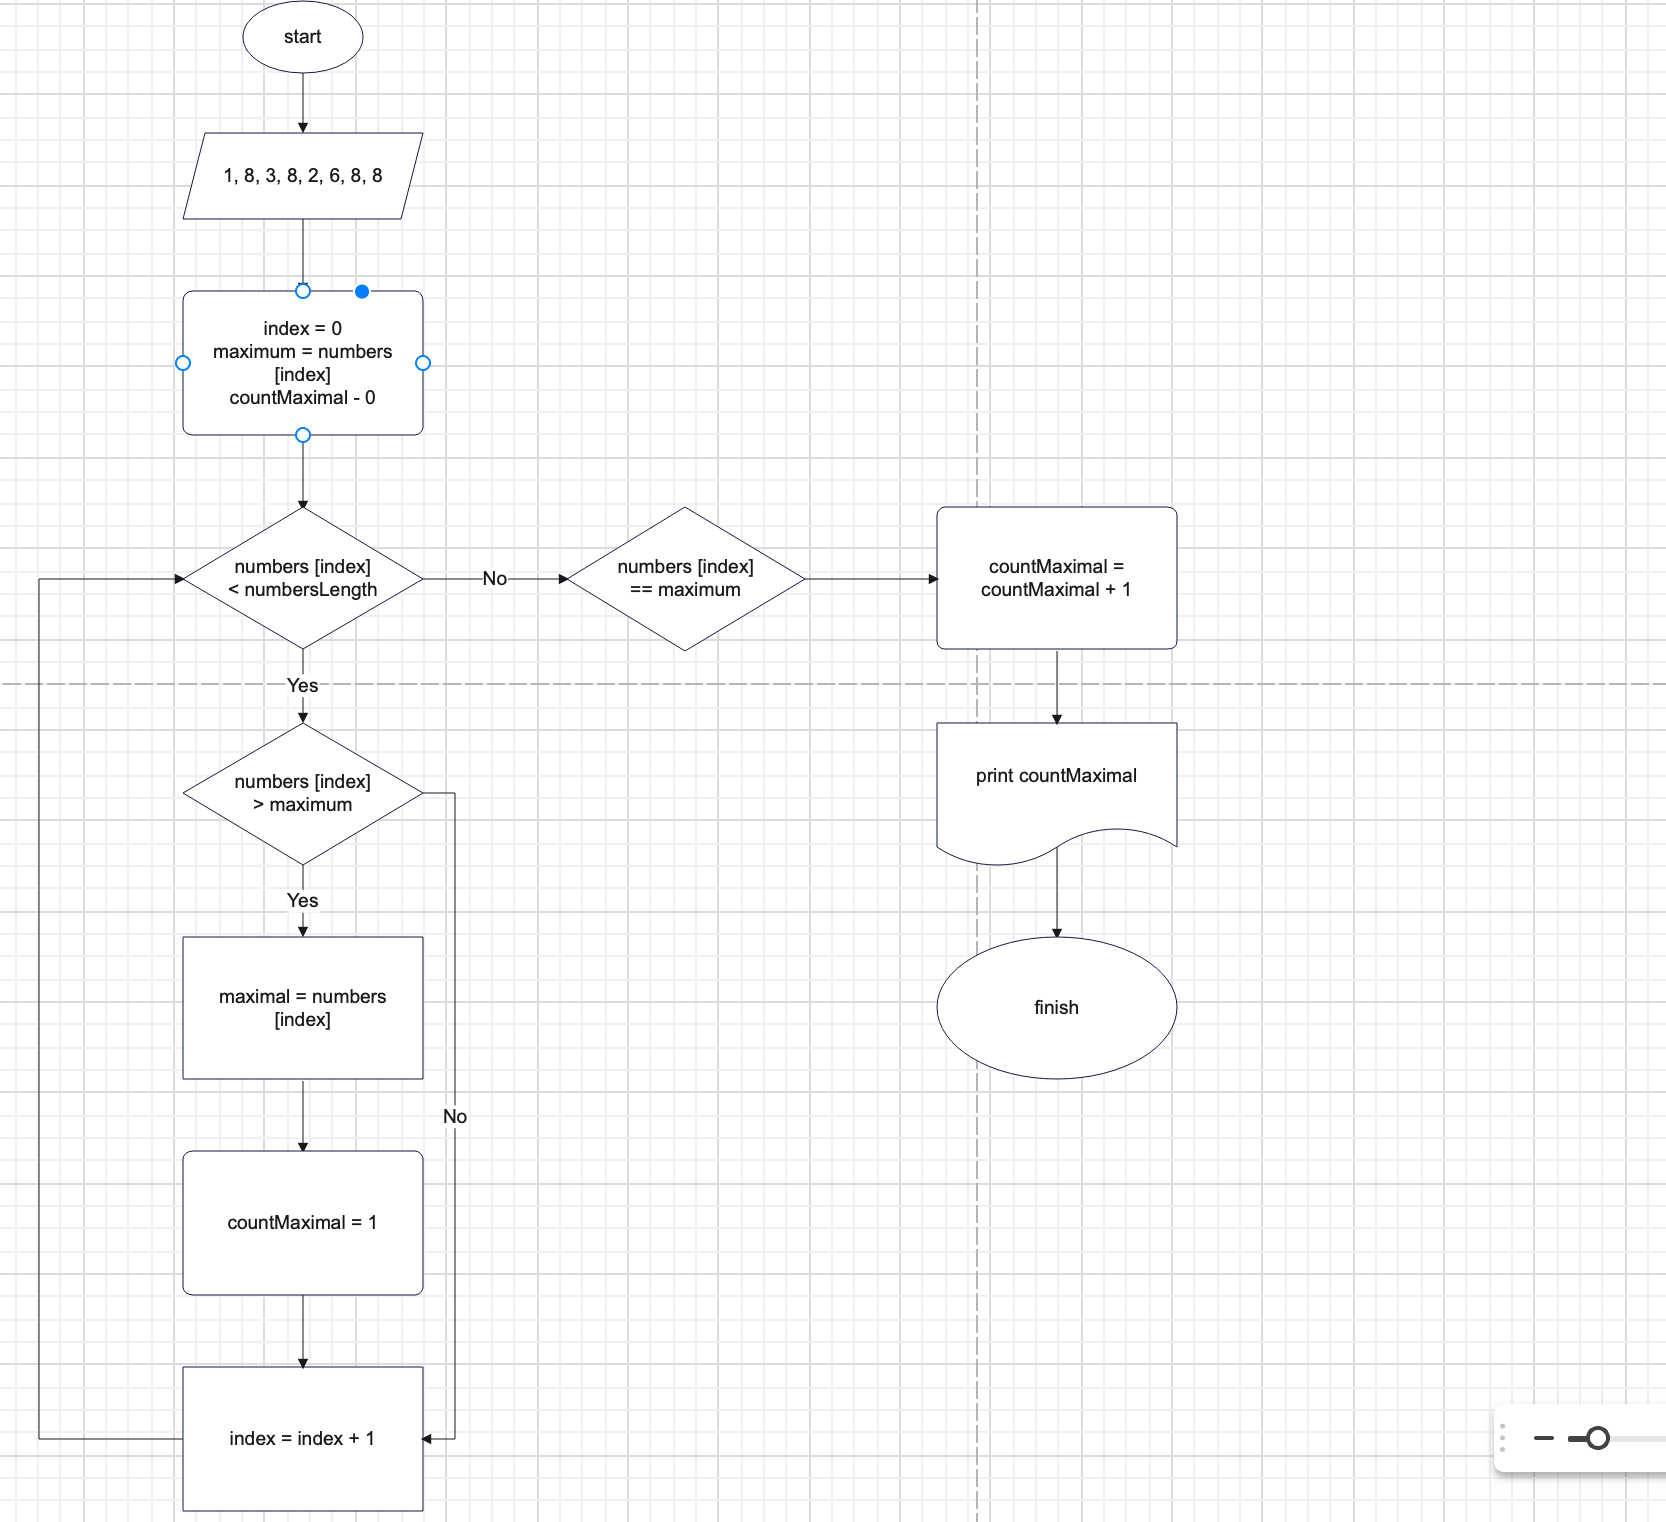 start
1, 8, 3, 8, 2, 6, 8, 8
index = 0
maximum = numbers
[index]
countMaximal - 0
numbers [index]
< numbersLength
No
numbers [index]
== maximum
countMaximal =
countMaximal + 1
Yes
numbers [index]
> maximum
print countMaximal
Yes
maximal = numbers
[index]
finish
No
countMaximal = 1
index = index + 1